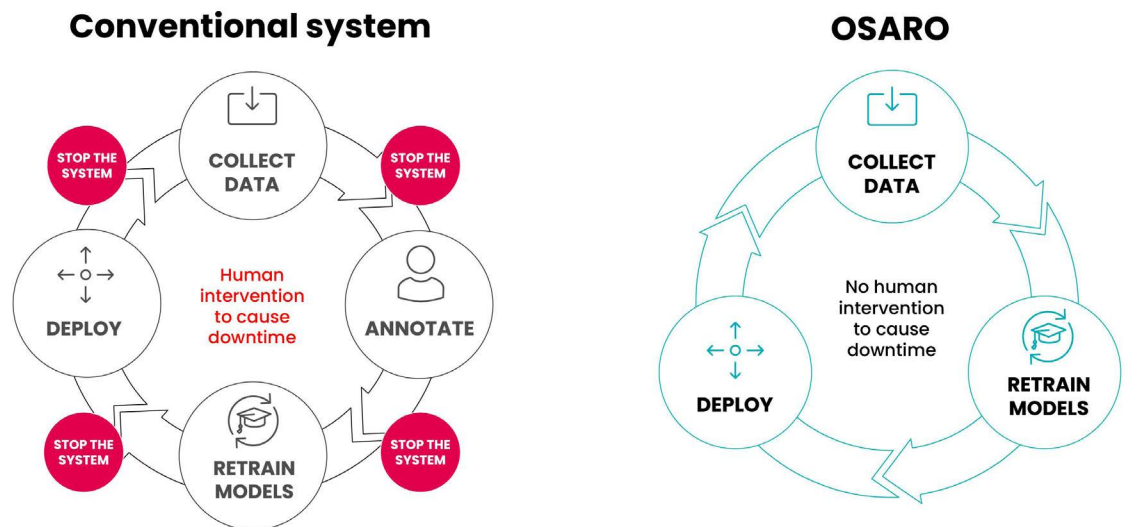 Conventional system
COLLECT
DATA
STOP THE
SYSTEM
ANNOTATE
STOP THE
SYSTEM
RETRAIN
MODELS
STOP THE
SYSTEM
DEPLOY
STOP THE
SYSTEM
Human
intervention
to cause
downtime
OSARO
COLLECT
DATA
RETRAIN
MODELS
DEPLOY
No human
intervention
to cause
downtime